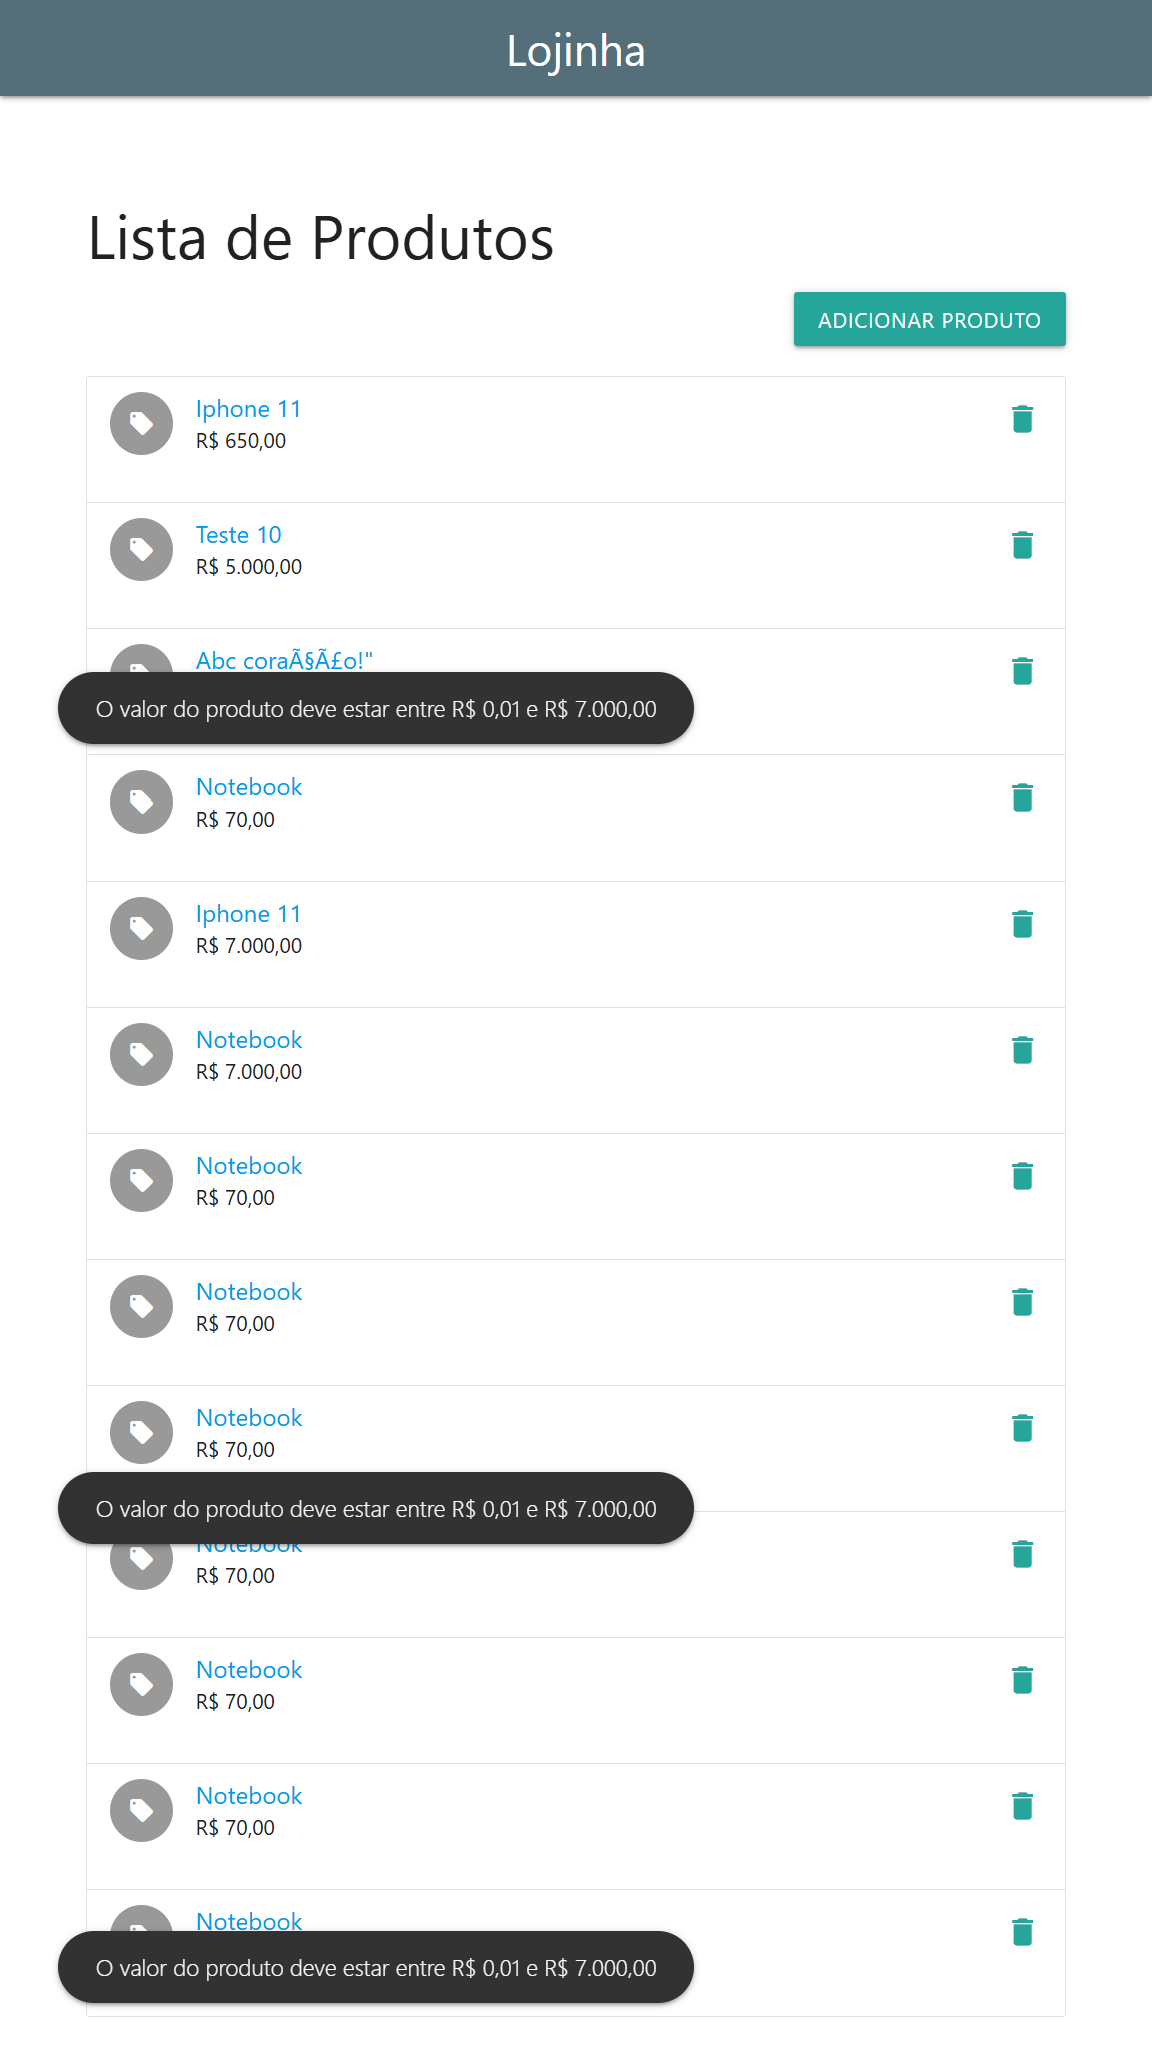 Lojinha
Lista de Produtos
ADICIONAR PRODUTO
Iphone 11
R$ 650,00
Teste 10
R$ 5.000,00
Abc coraÃ§Ã£o!"
O valor do produto deve estar entre R$ 0,01 e R$ 7.000,00
Notebook
R$ 70,00
Iphone 11
R$ 7.000,00
Notebook
R$ 7.000,00
Notebook
R$ 70,00
Notebook
R$ 70,00
Notebook
R$ 70,00
O valor do produto deve estar entre R$ 0,01 e R$ 7.000,00
Notebook
R$ 70,00
Notebook
R$ 70,00
Notebook
R$ 70,00
Notebook
O valor do produto deve estar entre R$ 0,01 e R$ 7.000,00